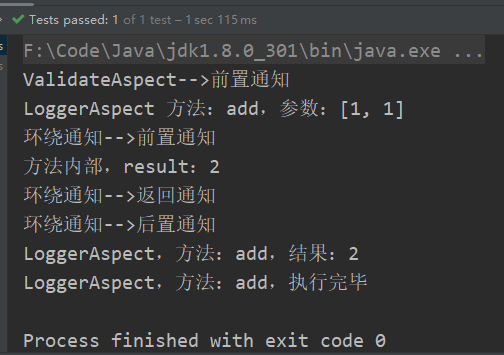 Tests passed: 1 of 1 test – 1 sec 115 ms
F:\Code\Java\jdk1.8.0_301\bin\java.exe ...
ValidateAspect-->前置通知
LoggerAspect 方法：add，参数：[1, 1]
环绕通知-->前置通知
方法内部，result：2
环绕通知-->返回通知
环绕通知-->后置通知
LoggerAspect，方法：add，结果：2
LoggerAspect，方法：add，执行完毕
Process finished with exit code 0